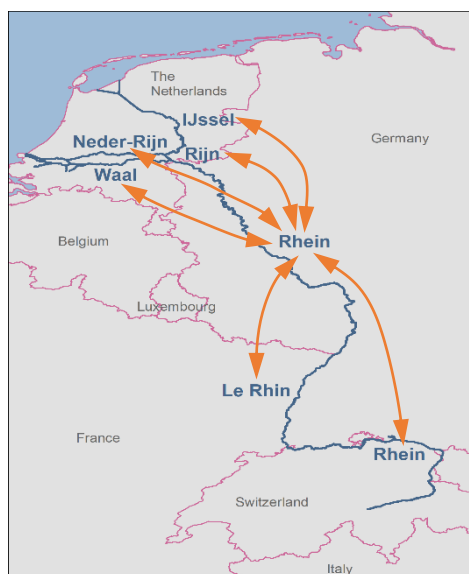 The
Netherlands
IJssel
Neder-Rijn
Rijn
Germany
Waal
Belgium
Rhein
Luxembourg
Le Rhin
France
Rhein
Switzerland
Italy